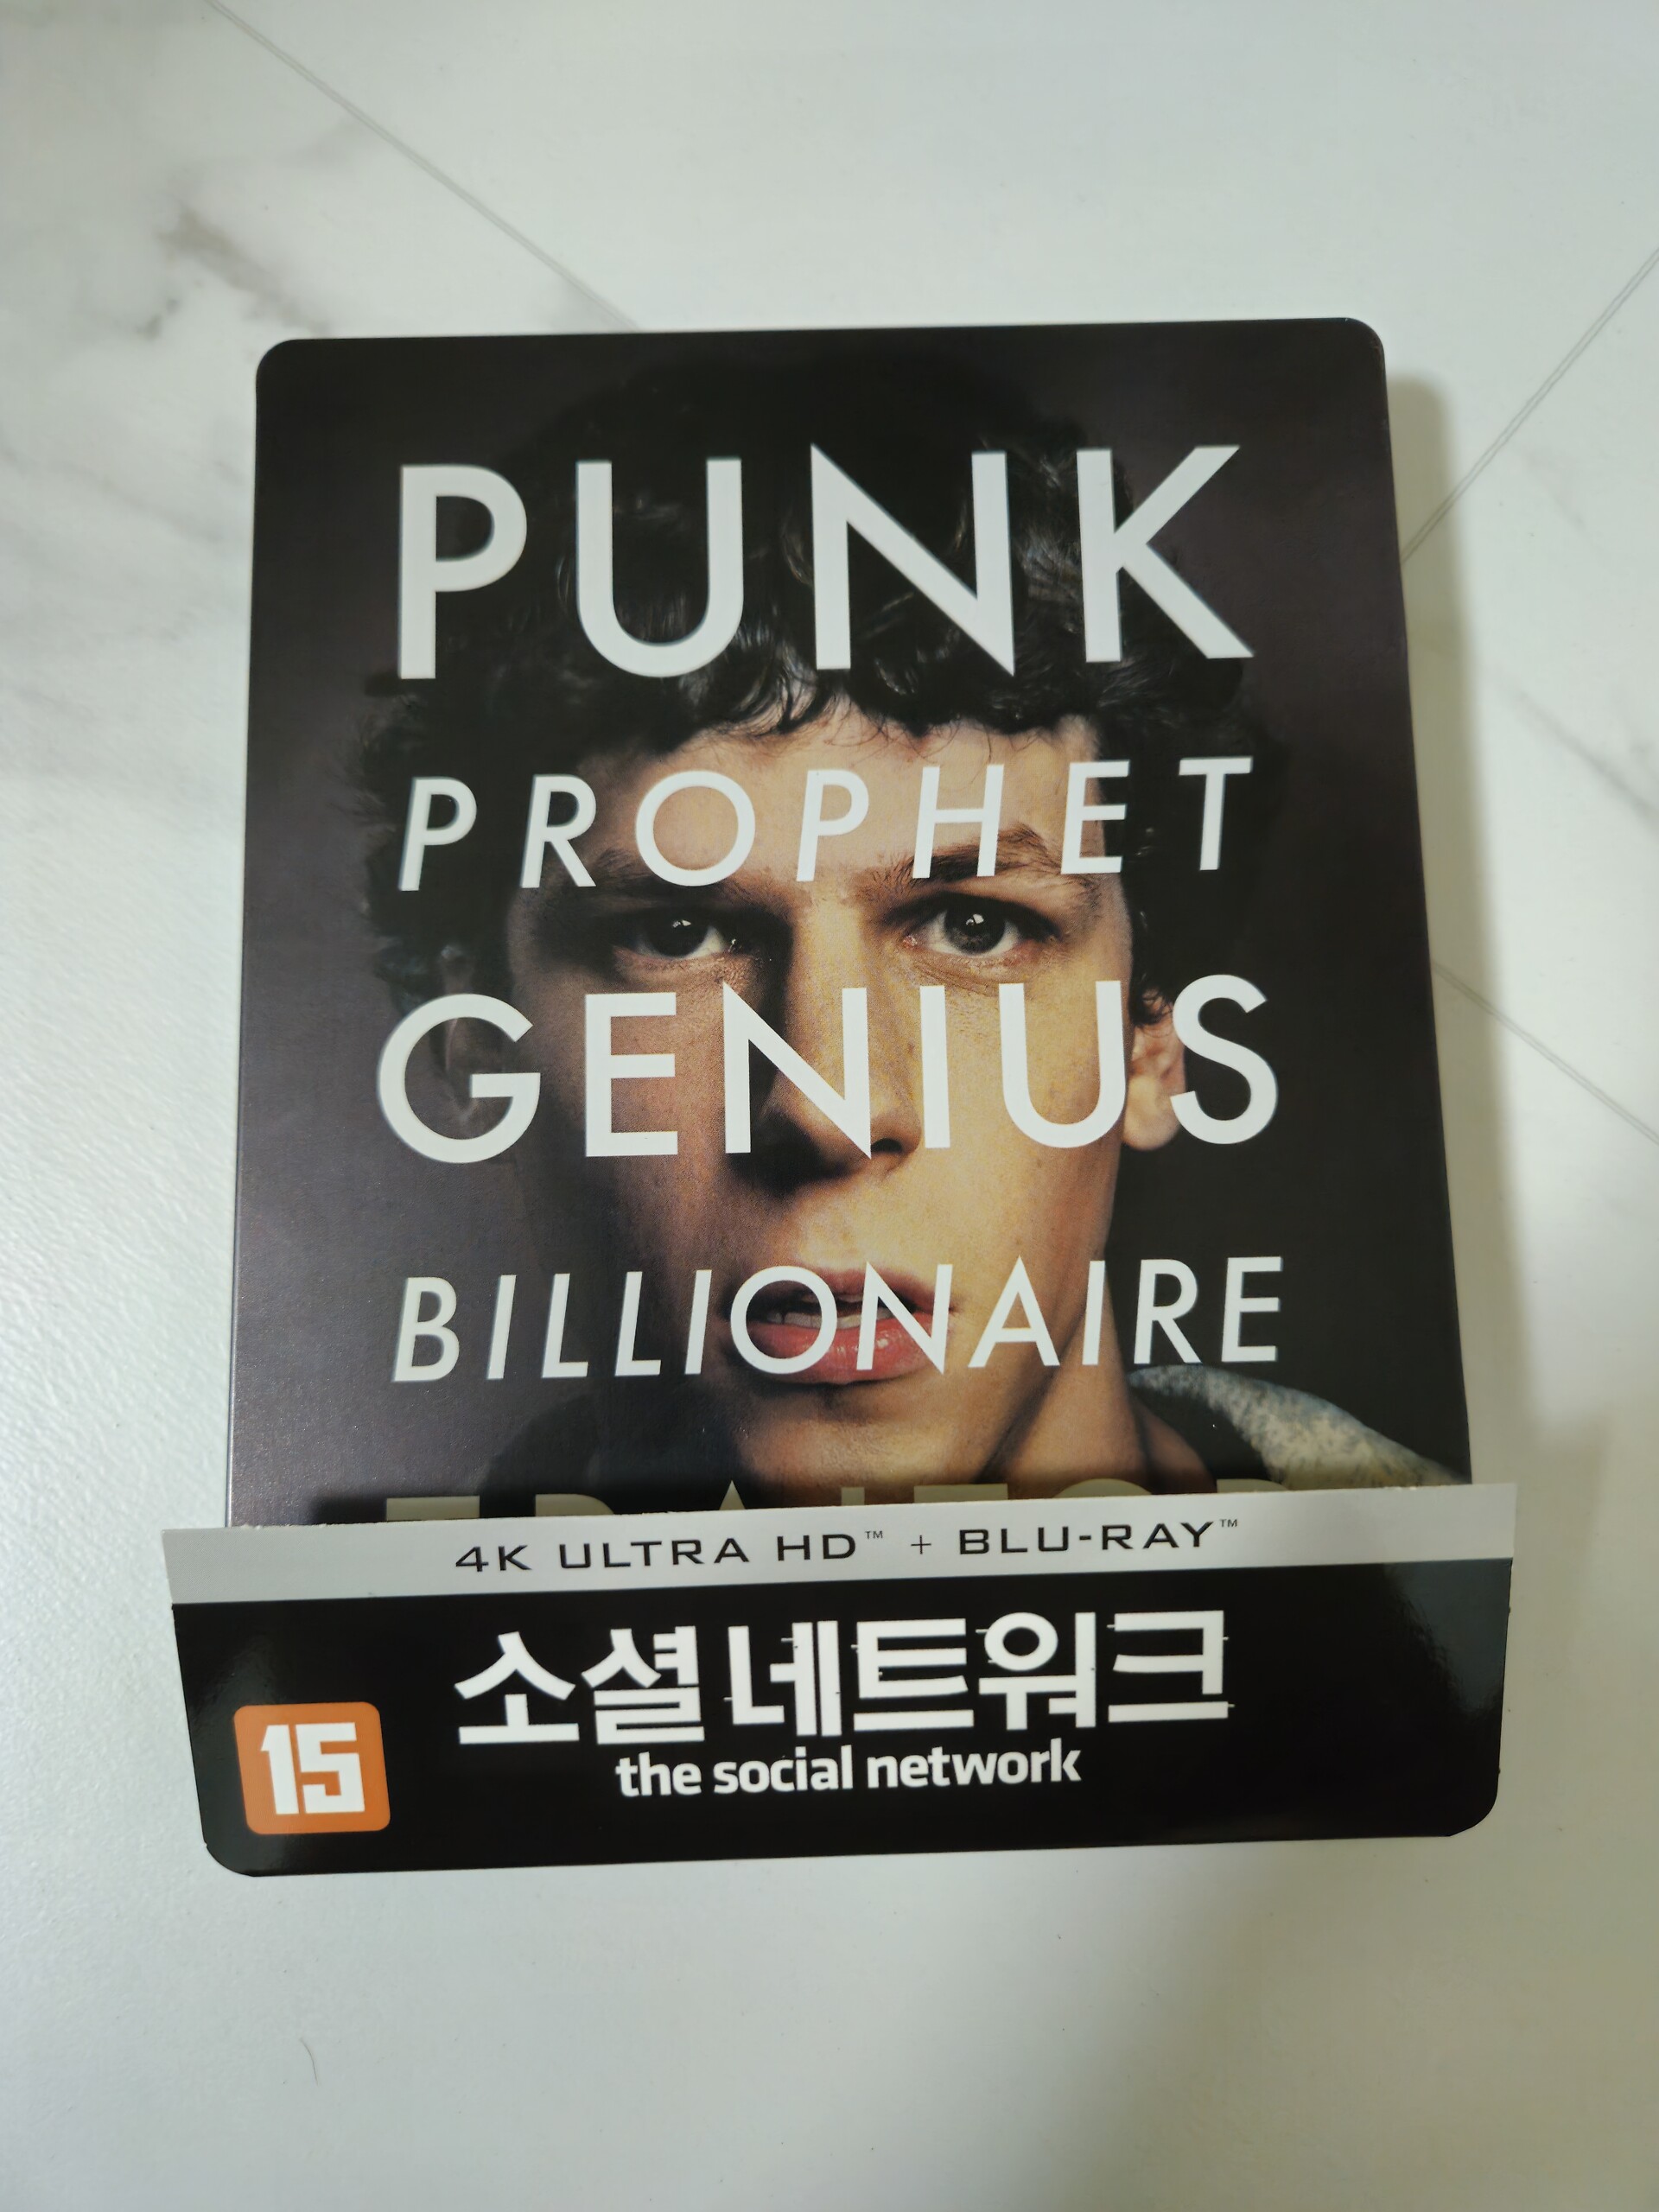 PUNK
PROPHET
GENIUS
BILLIONAIRE
TRAITOR
4K ULTRA HD™ + BLU-RAY™
소셜 네트워크
the social network
15